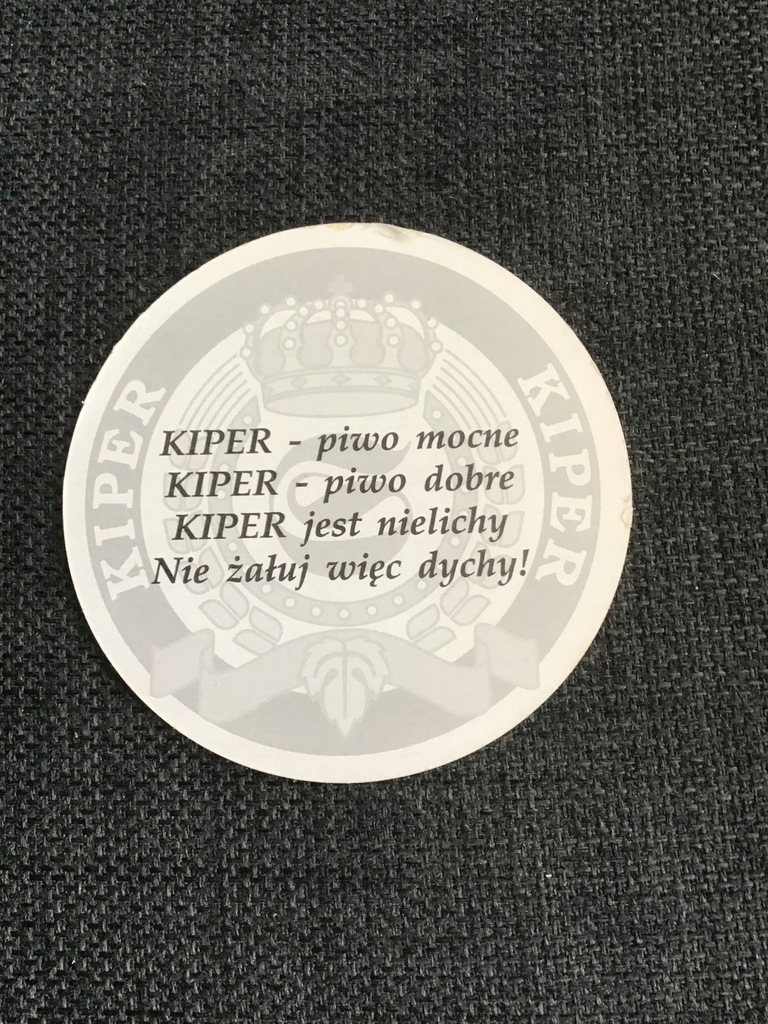 KIPER
KIPER
KIPER - piwo mocne
KIPER - piwo dobre
KIPER jest nielichy
Nie żałuj więc dychy!